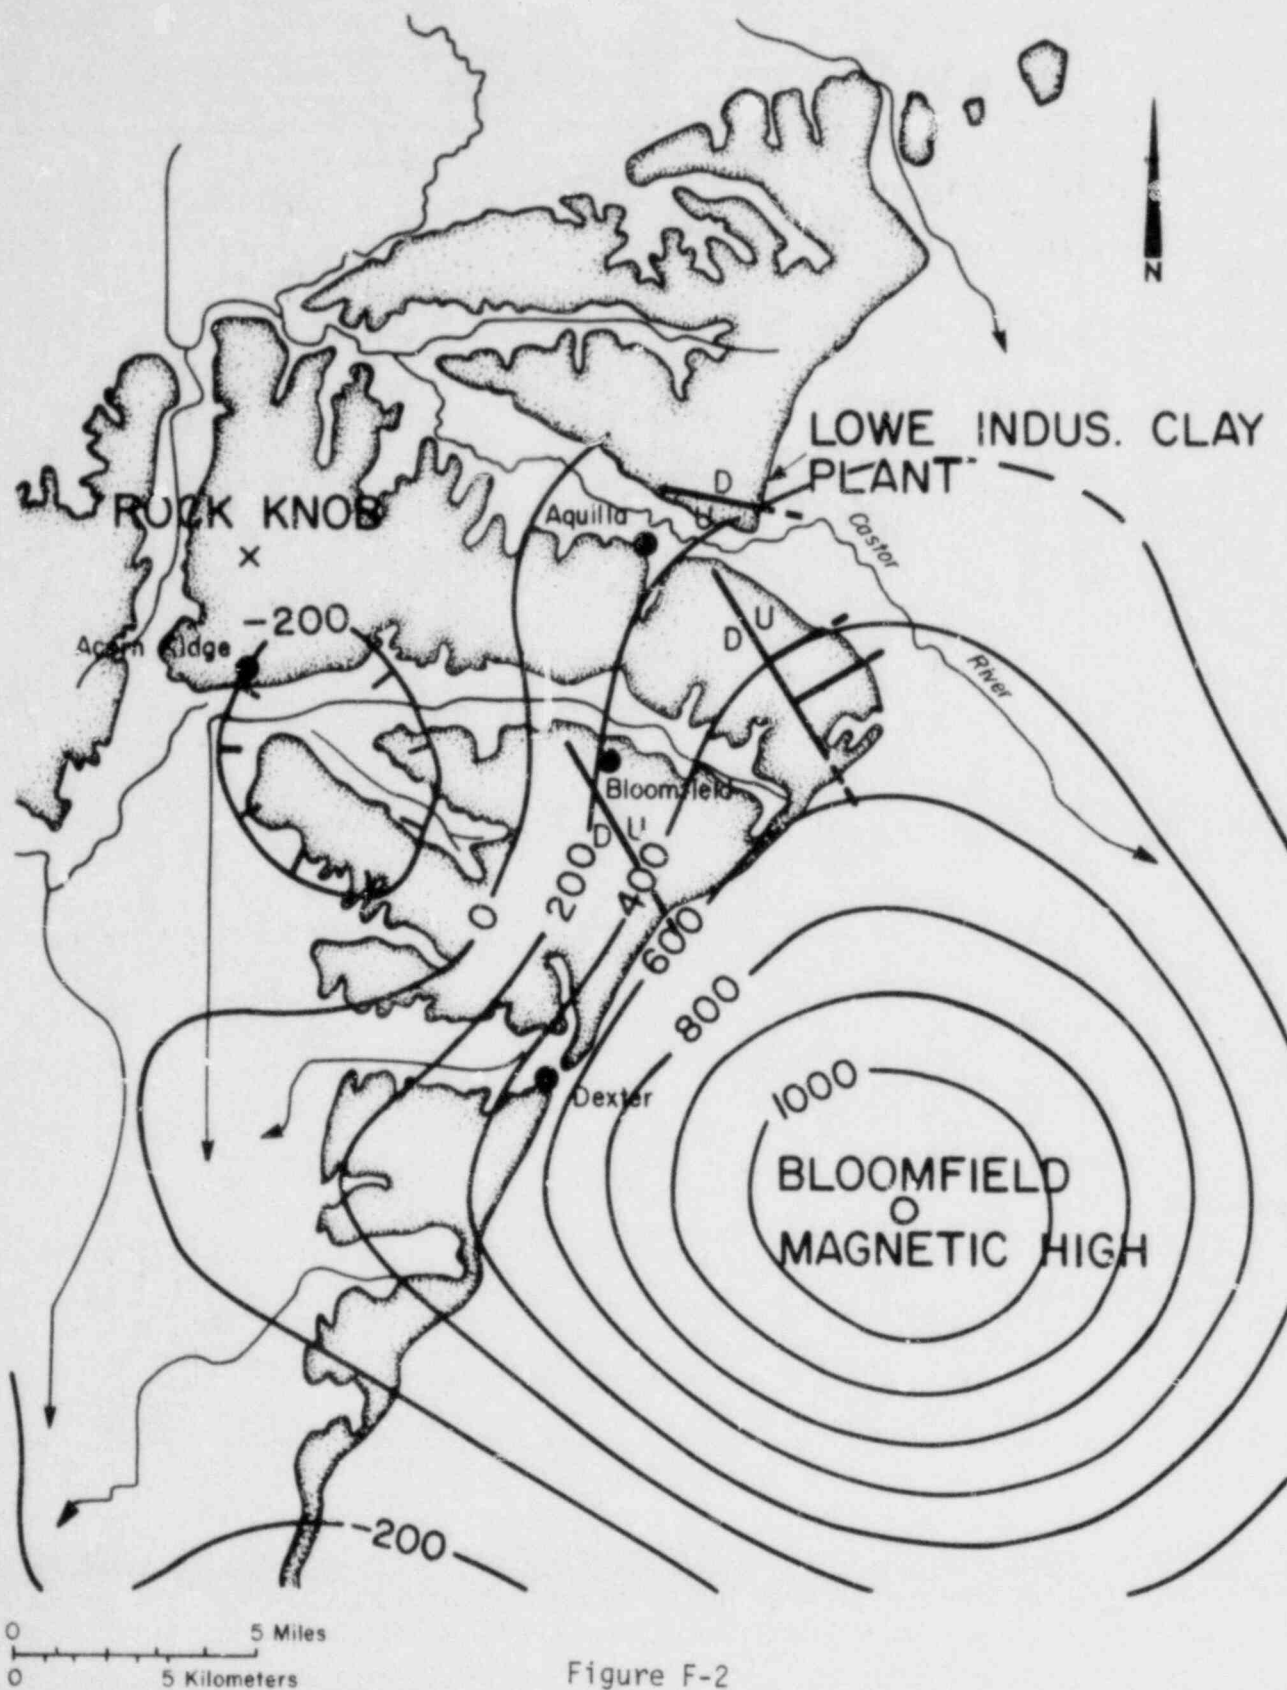 N
LOWE INDUS. CLAY
PLANT
D
U
ROCK KNOB
×
Aquilla
Castor
River
U
D
-200
Acorn Ridge
Bloomfield
D U
0
200
400
600
800
1000
BLOOMFIELD
MAGNETIC HIGH
Dexter
-200
0 5 Miles
0 5 Kilometers
Figure F-2